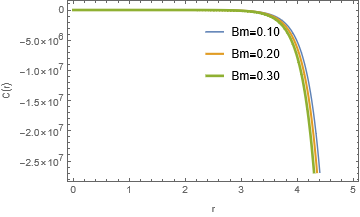 0
-5.0×10⁶
-1.0×10⁷
-1.5×10⁷
-2.0×10⁷
-2.5×10⁷
C(r)
Bm=0.10
Bm=0.20
Bm=0.30
0 1 2 3 4 5
r